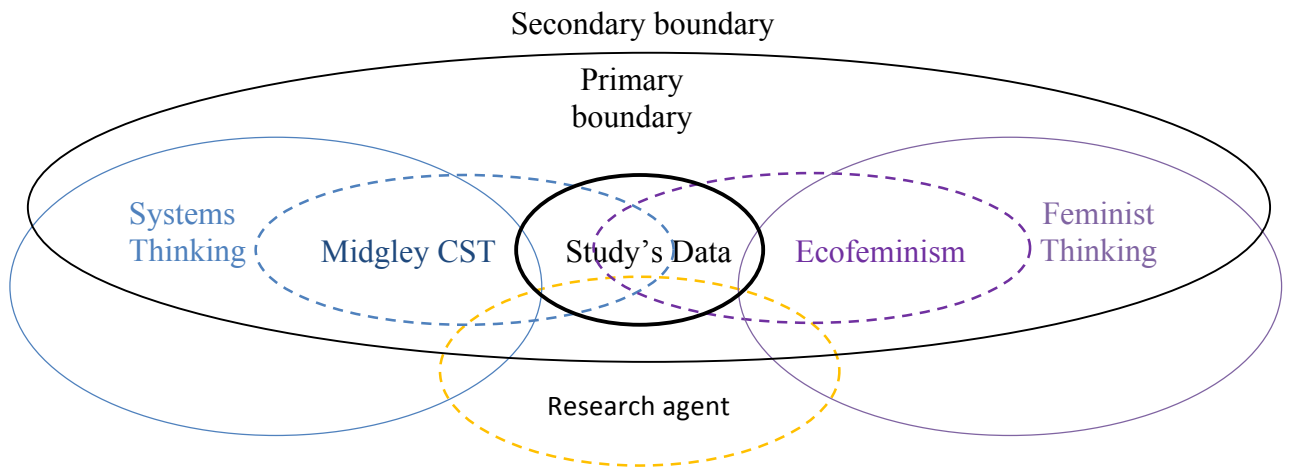 Secondary boundary
Primary
boundary
Systems
Thinking
Midgley CST
Study’s Data
Ecofeminism
Feminist
Thinking
Research agent